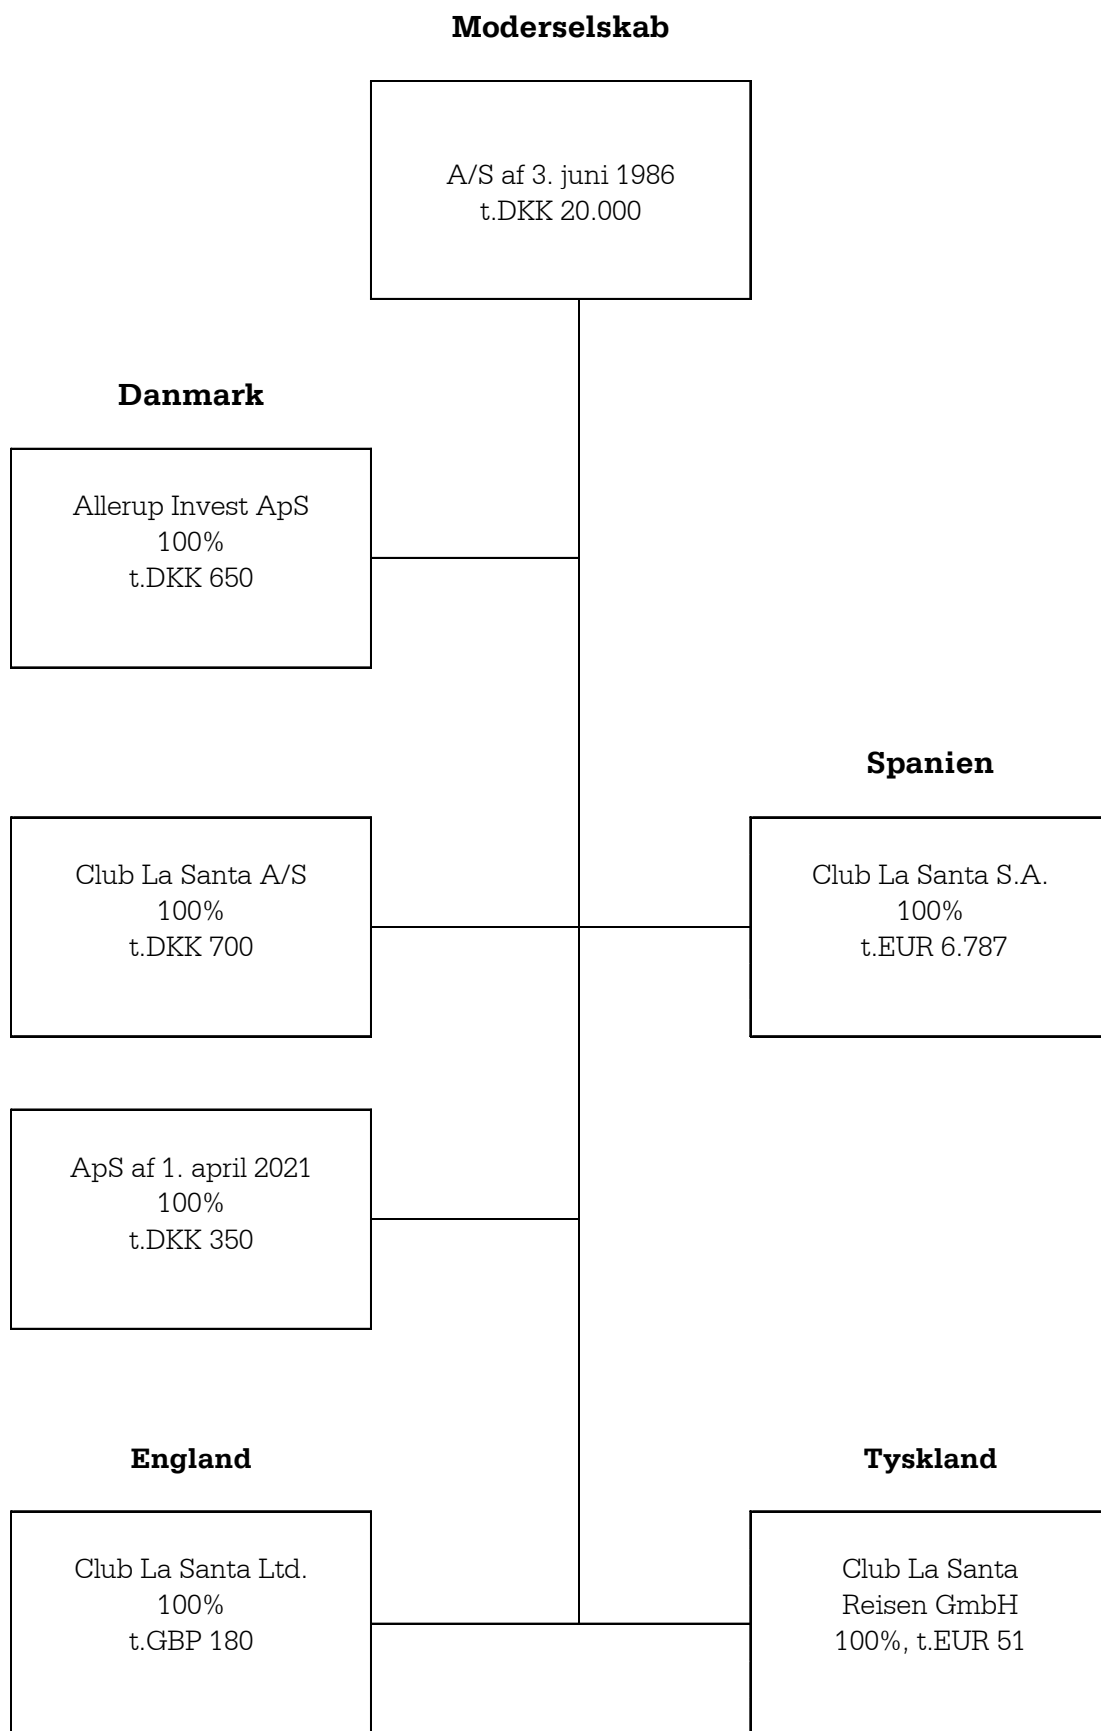 Moderselskab
A/S af 3. juni 1986
t.DKK 20.000
Danmark
Allerup Invest ApS
100%
t.DKK 650
Spanien
Club La Santa A/S
100%
t.DKK 700
Club La Santa S.A.
100%
t.EUR 6.787
ApS af 1. april 2021
100%
t.DKK 350
England
Tyskland
Club La Santa Ltd.
100%
t.GBP 180
Club La Santa
Reisen GmbH
100%, t.EUR 51